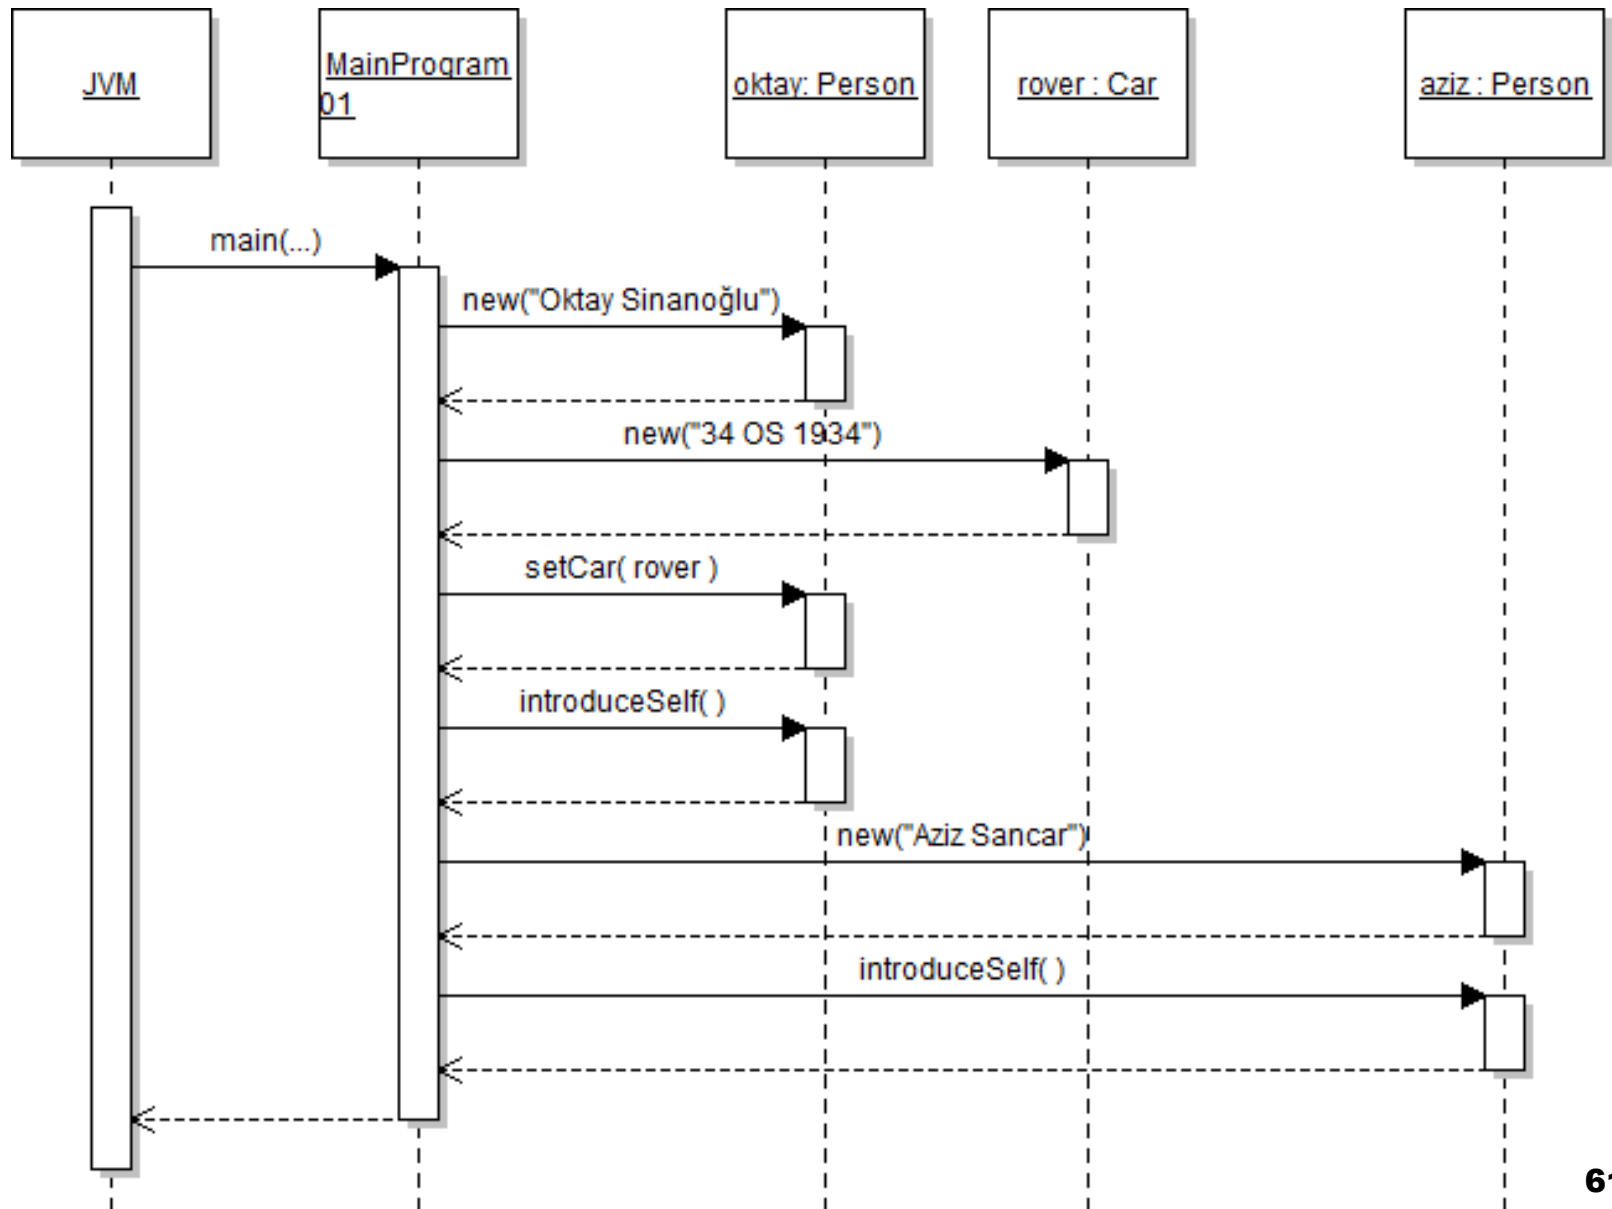 JVM
MainProgram
01
oktay: Person
rover : Car
aziz : Person
main(...)
new("Oktay Sinanoğlu")
new("34 OS 1934")
setCar( rover )
introduceSelf( )
new("Aziz Sancar")
introduceSelf( )
61